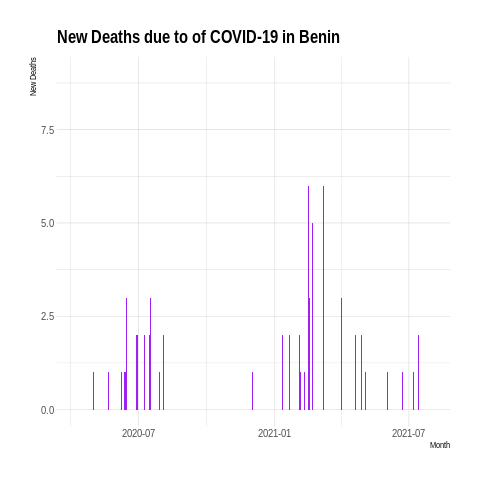 New Deaths due to of COVID-19 in Benin
New Deaths
7.5
5.0
2.5
0.0
2020-07 2021-01 2021-07
Month